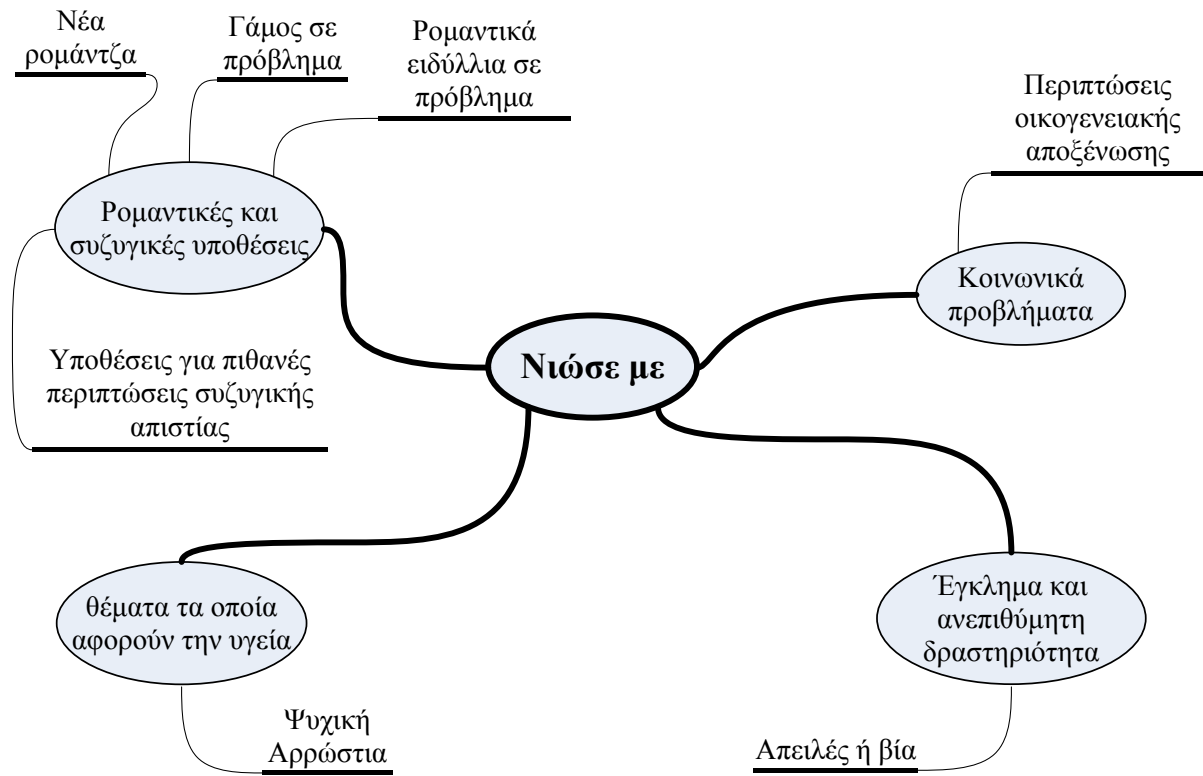 Νέα
ρομάντζα
Γάμος σε
πρόβλημα
Ρομαντικά
ειδύλλια σε
πρόβλημα
Ρομαντικές και
συζυγικές υποθέσεις
Υποθέσεις για πιθανές
περιπτώσεις συζυγικής
απιστίας
Περιπτώσεις
οικογενειακής
αποξένωσης
Κοινωνικά
προβλήματα
Νιώσε με
θέματα τα οποία
αφορούν την υγεία
Ψυχική
Αρρώστια
Έγκλημα και
ανεπιθύμητη
δραστηριότητα
Απειλές ή βία